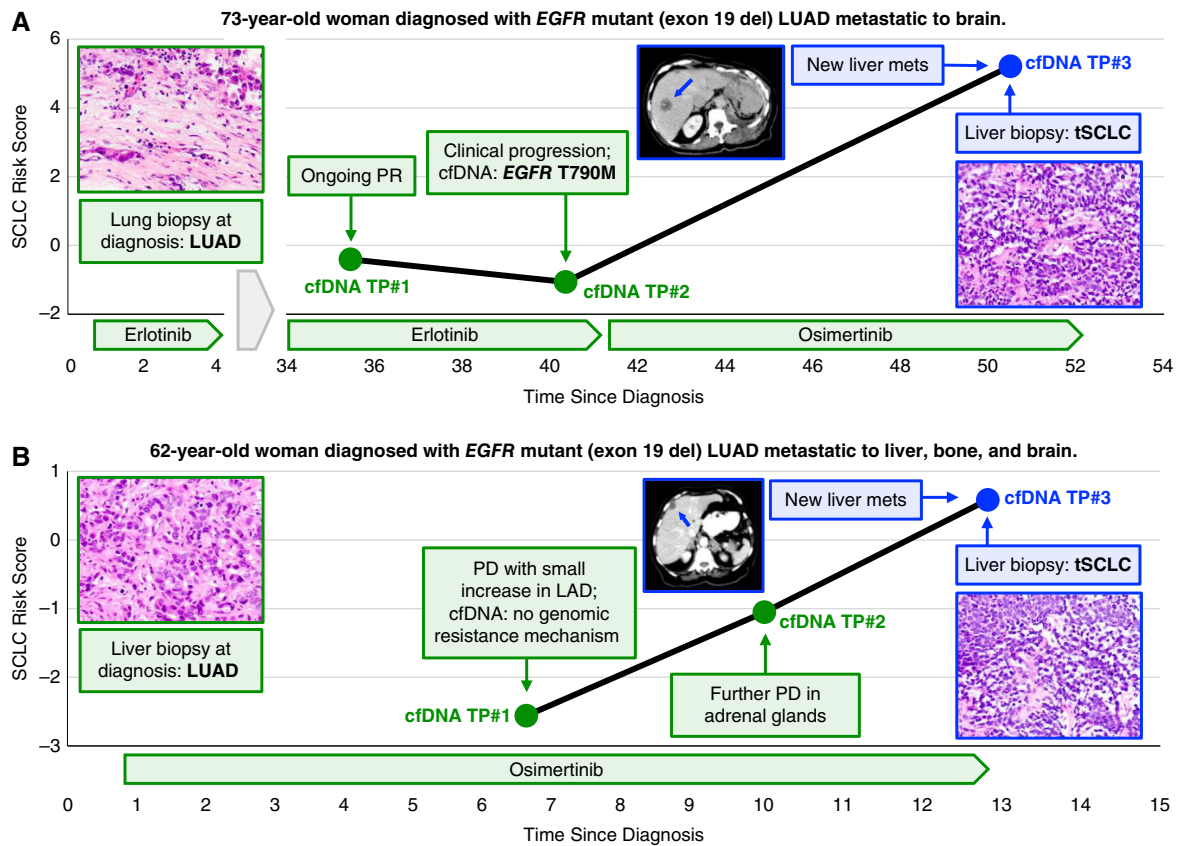 A
73-year-old woman diagnosed with EGFR mutant (exon 19 del) LUAD metastatic to brain.
SCLC Risk Score
6
4
2
0
–2
Lung biopsy at
diagnosis: LUAD
Ongoing PR
cfDNA TP#1
Clinical progression;
cfDNA: EGFR T790M
cfDNA TP#2
New liver mets
cfDNA TP#3
Liver biopsy: tSCLC
Erlotinib
Erlotinib
Osimertinib
0 2 4 34 36 38 40 42 44 46 48 50 52 54
Time Since Diagnosis
B
62-year-old woman diagnosed with EGFR mutant (exon 19 del) LUAD metastatic to liver, bone, and brain.
SCLC Risk Score
1
0
–1
–2
–3
Liver biopsy at
diagnosis: LUAD
PD with small
increase in LAD;
cfDNA: no genomic
resistance mechanism
cfDNA TP#1
cfDNA TP#2
Further PD in
adrenal glands
New liver mets
cfDNA TP#3
Liver biopsy: tSCLC
Osimertinib
0 1 2 3 4 5 6 7 8 9 10 11 12 13 14 15
Time Since Diagnosis